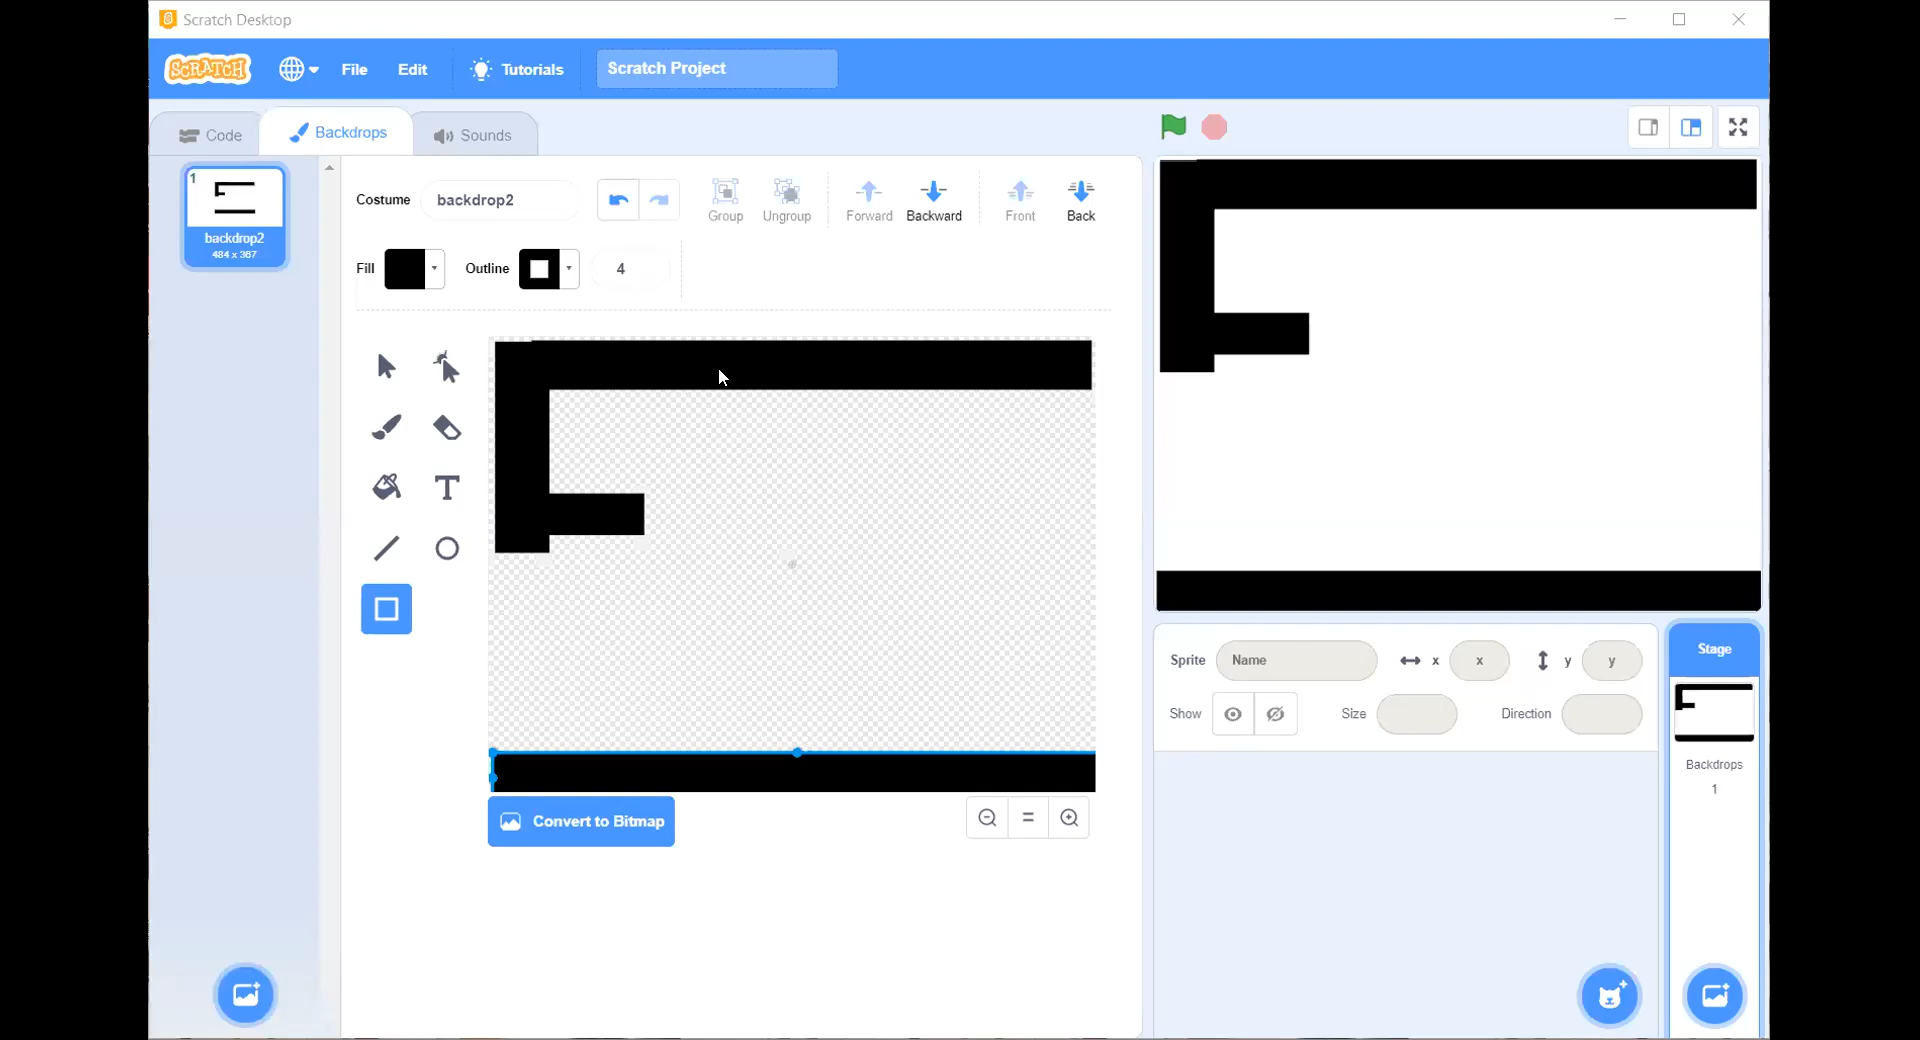 Scratch Desktop
SCRATCH
File
Edit
Tutorials
Scratch Project
Code
Backdrops
Sounds
1
backdrop2
484 x 367
Costume
backdrop2
Group
Ungroup
Forward
Backward
Front
Back
Fill
Outline
4
T
Convert to Bitmap
=
Sprite
Name
x
x
y
y
Show
Size
Direction
Stage
Backdrops
1